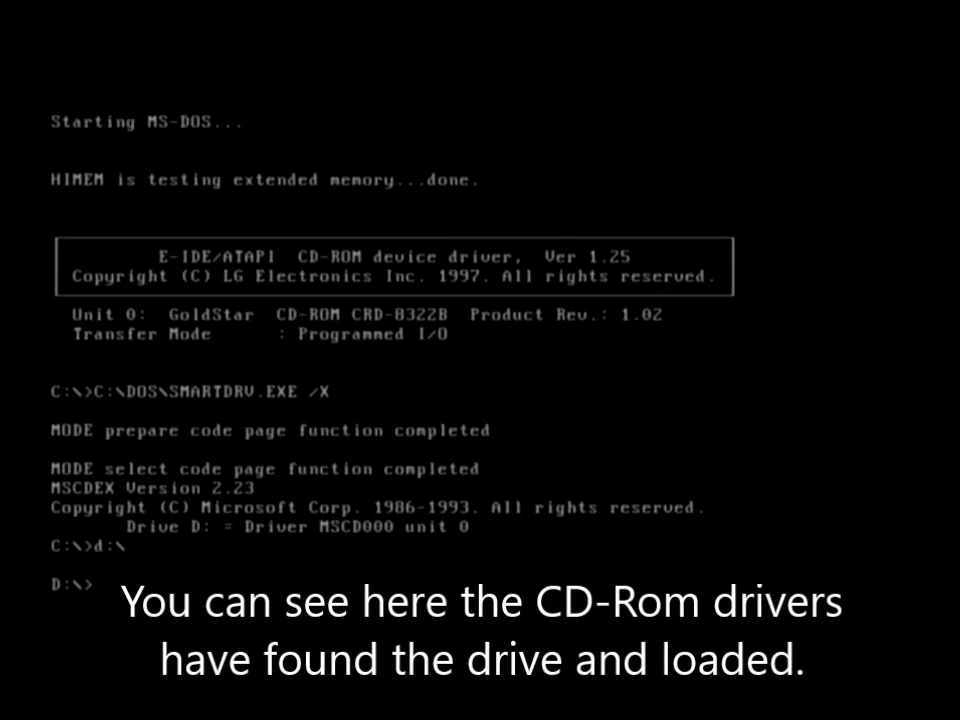 Starting MS-DOS...
HIMEM is testing extended memory...done.
E-IDE/ATAPI CD-ROM device driver, Ver 1.25
Copyright (C) LG Electronics Inc. 1997. All rights reserved.
Unit 0: GoldStar CD-ROM CRD-8322B Product Rev.: 1.02
Transfer Mode : Programmed I/O
C:\>C:\DOS\SMARTDRV.EXE /X
MODE prepare code page function completed
MODE select code page function completed
MSCDEX Version 2.23
Copyright (C) Microsoft Corp. 1986-1993. All rights reserved.
Drive D: = Driver MSCD000 unit 0
C:\>d:\
D:\>
You can see here the CD-Rom drivers
have found the drive and loaded.